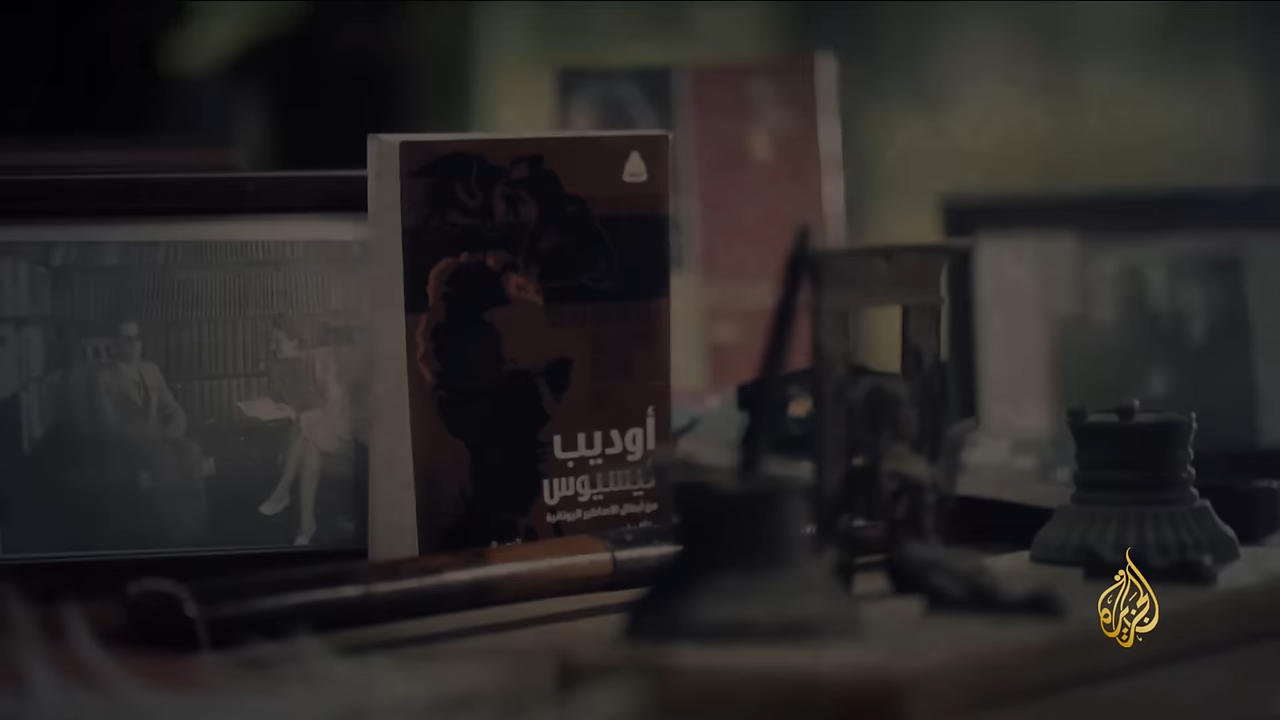 أوديب
ثيسيوس
من أبطال الأساطير اليونانية
الجزيرة